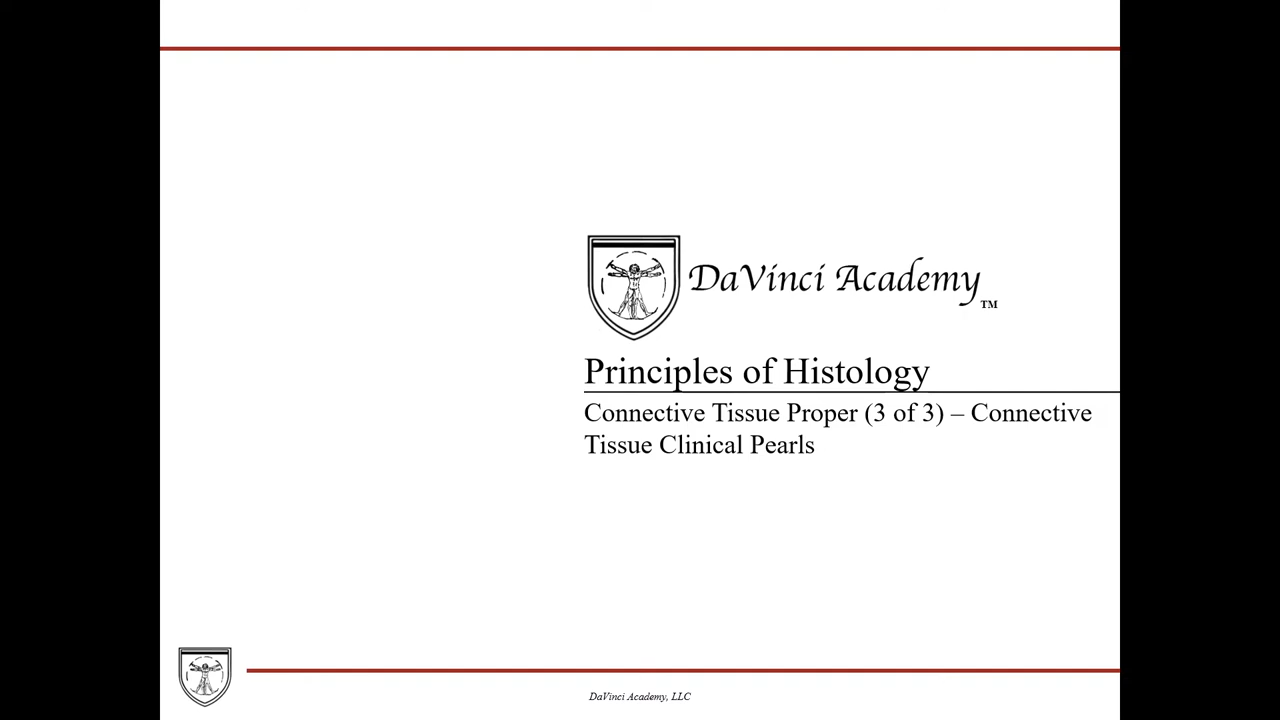 DaVinci Academy
TM
Principles of Histology
Connective Tissue Proper (3 of 3) – Connective
Tissue Clinical Pearls
DaVinci Academy, LLC